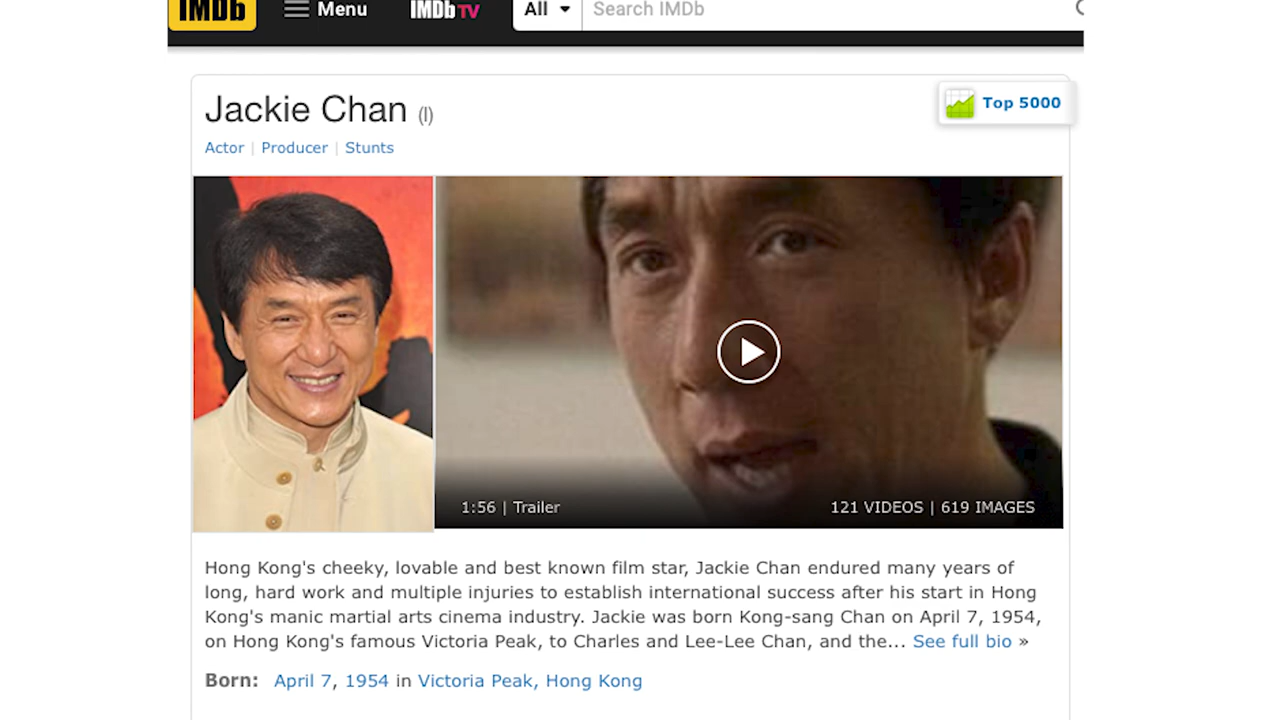 IMDb Menu IMDb TV All Search IMDb
Jackie Chan (I)
Top 5000
Actor | Producer | Stunts
1:56 | Trailer
121 VIDEOS | 619 IMAGES
Hong Kong's cheeky, lovable and best known film star, Jackie Chan endured many years of
long, hard work and multiple injuries to establish international success after his start in Hong
Kong's manic martial arts cinema industry. Jackie was born Kong-sang Chan on April 7, 1954,
on Hong Kong's famous Victoria Peak, to Charles and Lee-Lee Chan, and the... See full bio »
Born: April 7, 1954 in Victoria Peak, Hong Kong